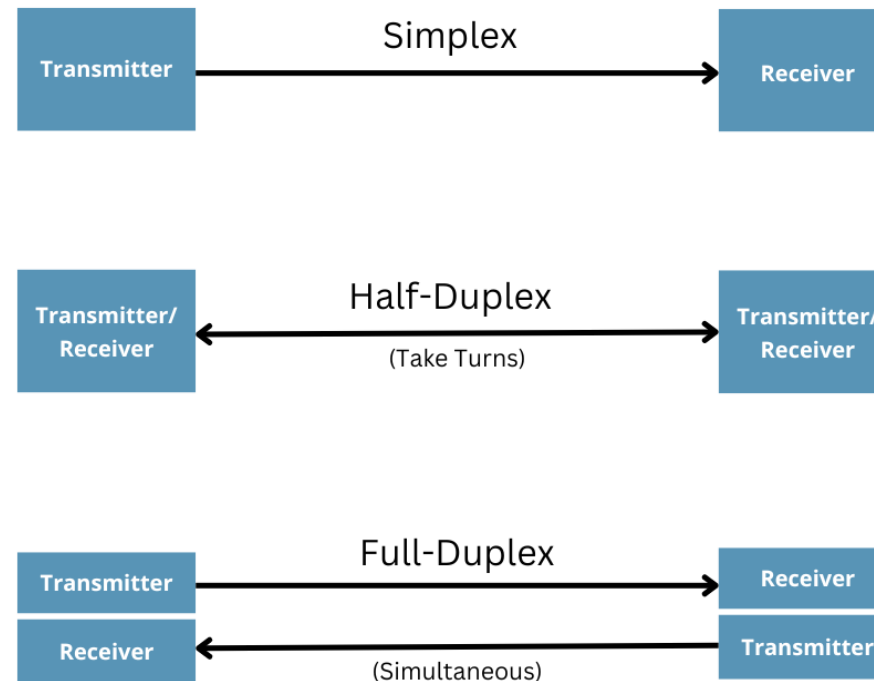 Simplex
Transmitter
Receiver
Half-Duplex
Transmitter/
Receiver
(Take Turns)
Transmitter/
Receiver
Full-Duplex
Transmitter
Receiver
Receiver
Transmitter
(Simultaneous)